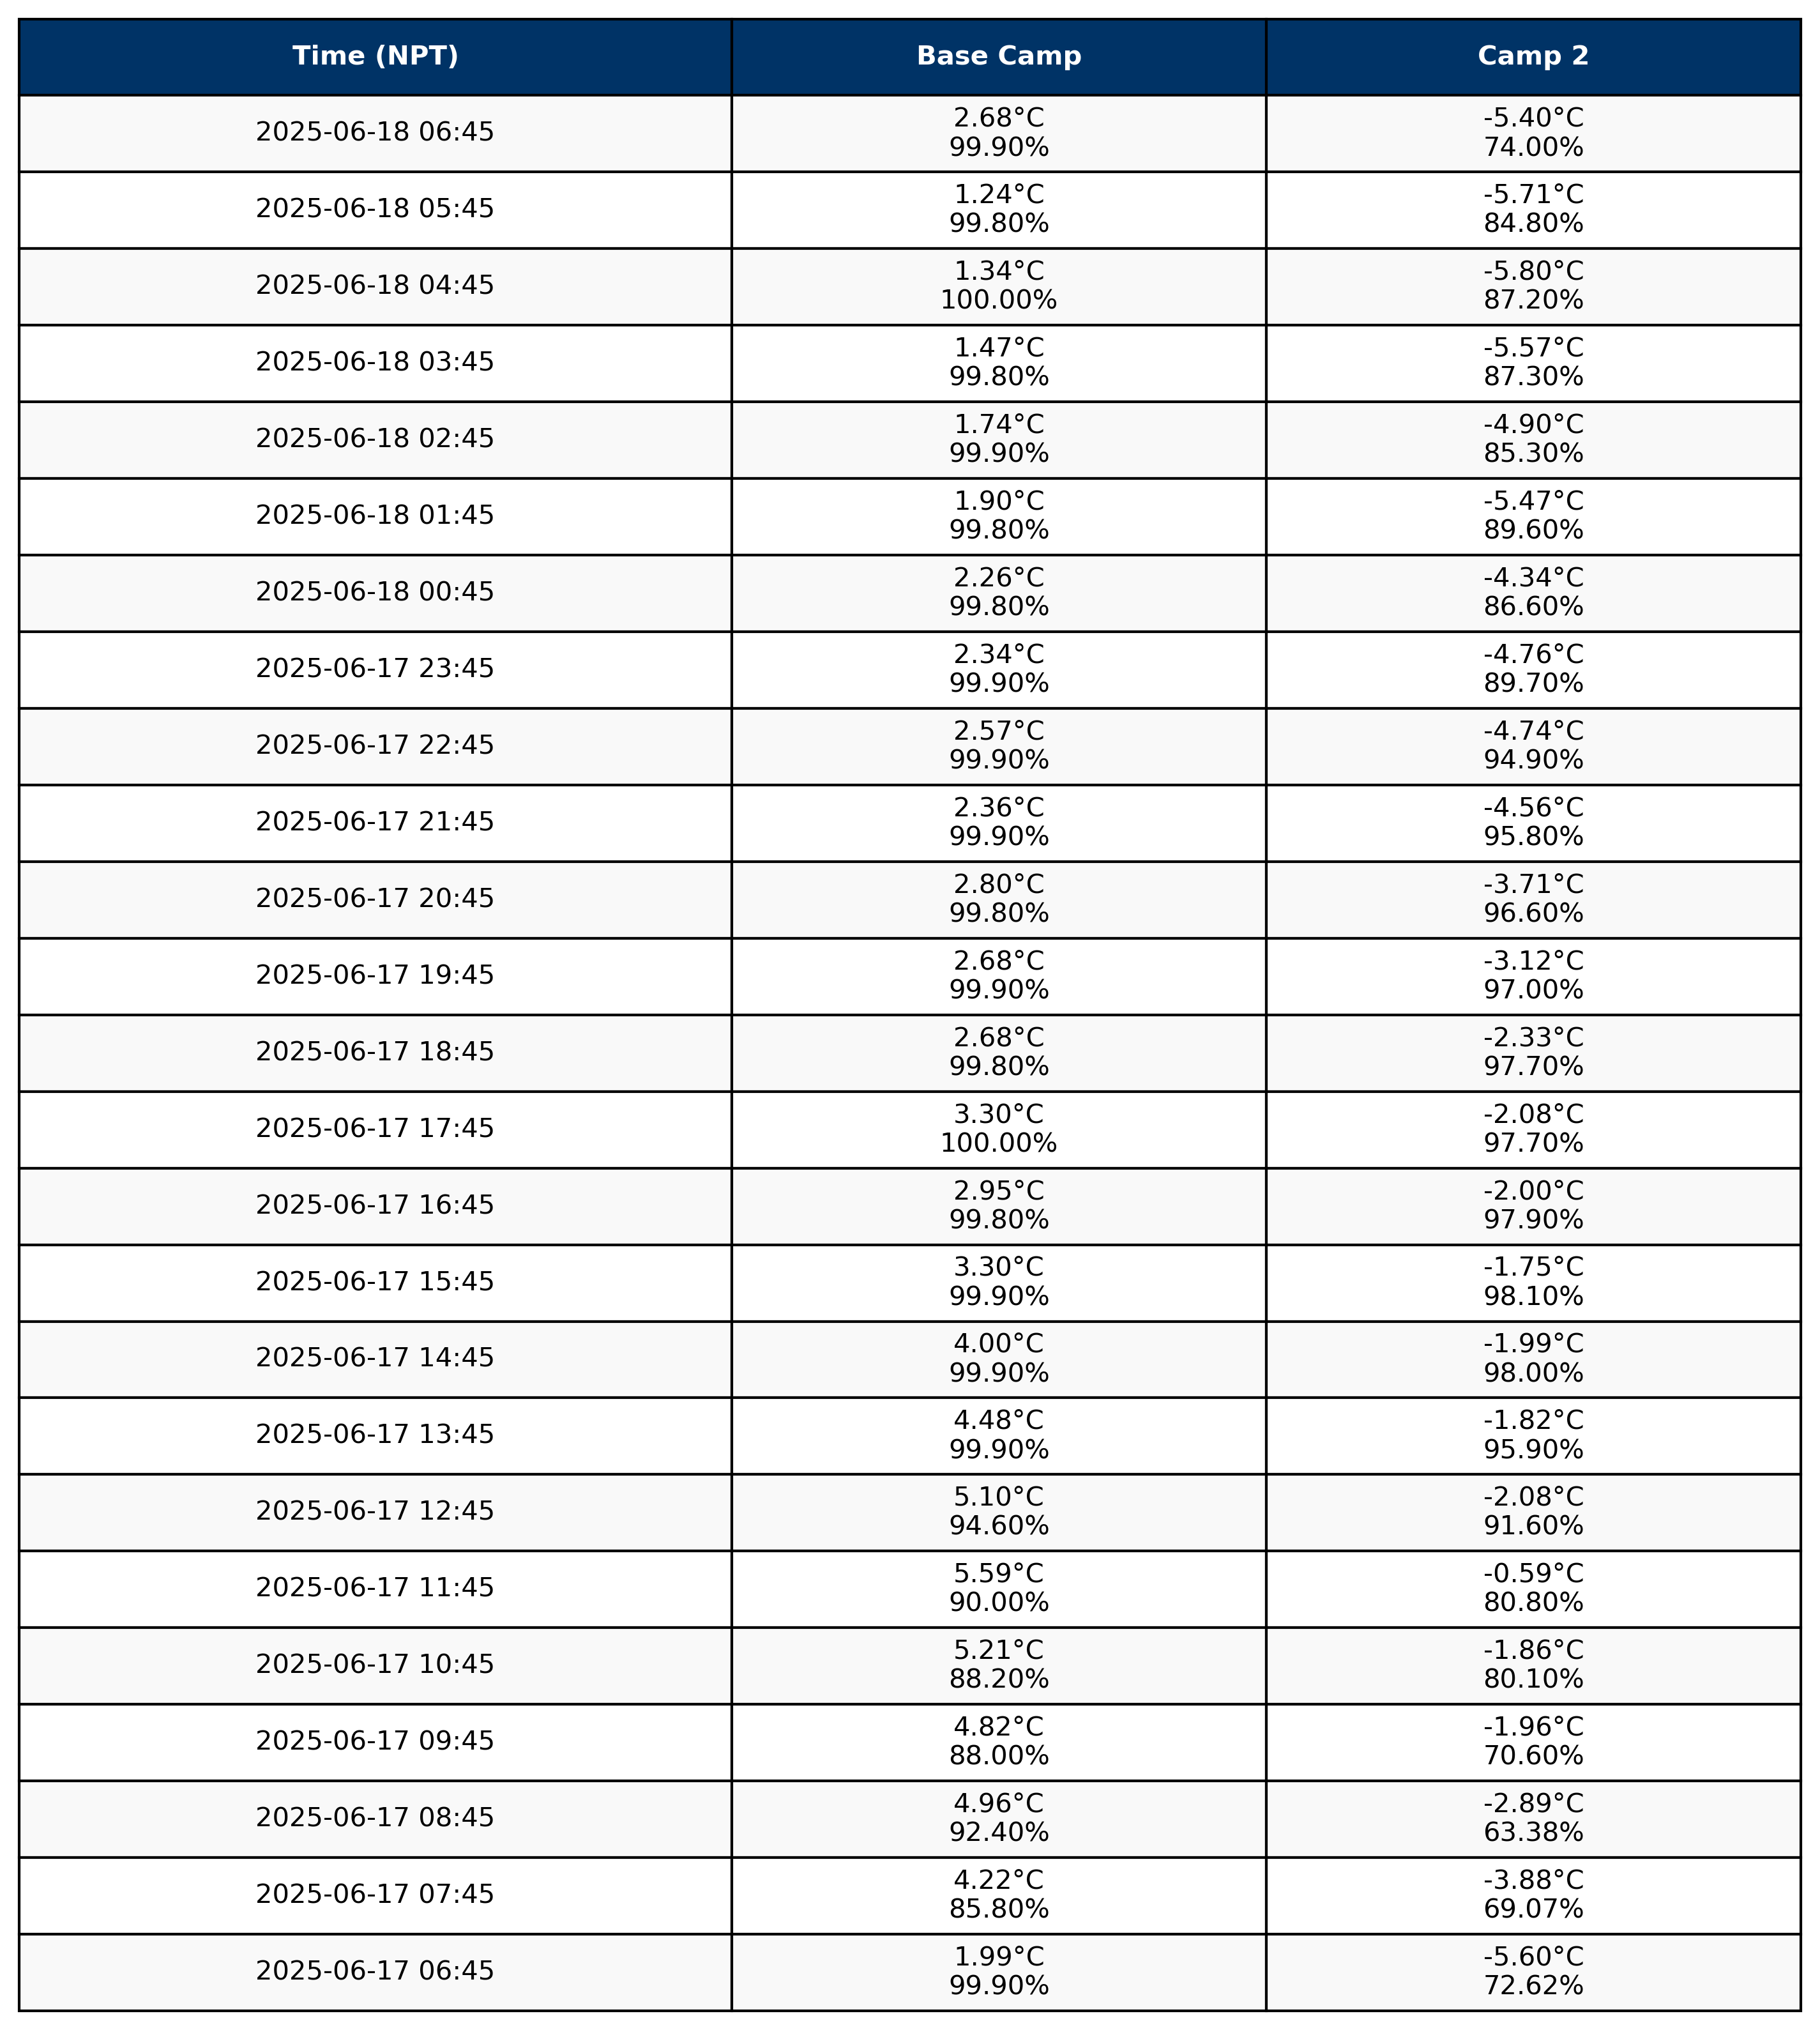 Time (NPT) Base Camp Camp 2
2025-06-18 06:45 2.68°C -5.40°C
99.90% 74.00%
2025-06-18 05:45 1.24°C -5.71°C
99.80% 84.80%
2025-06-18 04:45 1.34°C -5.80°C
100.00% 87.20%
2025-06-18 03:45 1.47°C -5.57°C
99.80% 87.30%
2025-06-18 02:45 1.74°C -4.90°C
99.90% 85.30%
2025-06-18 01:45 1.90°C -5.47°C
99.80% 89.60%
2025-06-18 00:45 2.26°C -4.34°C
99.80% 86.60%
2025-06-17 23:45 2.34°C -4.76°C
99.90% 89.70%
2025-06-17 22:45 2.57°C -4.74°C
99.90% 94.90%
2025-06-17 21:45 2.36°C -4.56°C
99.90% 95.80%
2025-06-17 20:45 2.80°C -3.71°C
99.80% 96.60%
2025-06-17 19:45 2.68°C -3.12°C
99.90% 97.00%
2025-06-17 18:45 2.68°C -2.33°C
99.80% 97.70%
2025-06-17 17:45 3.30°C -2.08°C
100.00% 97.70%
2025-06-17 16:45 2.95°C -2.00°C
99.80% 97.90%
2025-06-17 15:45 3.30°C -1.75°C
99.90% 98.10%
2025-06-17 14:45 4.00°C -1.99°C
99.90% 98.00%
2025-06-17 13:45 4.48°C -1.82°C
99.90% 95.90%
2025-06-17 12:45 5.10°C -2.08°C
94.60% 91.60%
2025-06-17 11:45 5.59°C -0.59°C
90.00% 80.80%
2025-06-17 10:45 5.21°C -1.86°C
88.20% 80.10%
2025-06-17 09:45 4.82°C -1.96°C
88.00% 70.60%
2025-06-17 08:45 4.96°C -2.89°C
92.40% 63.38%
2025-06-17 07:45 4.22°C -3.88°C
85.80% 69.07%
2025-06-17 06:45 1.99°C -5.60°C
99.90% 72.62%